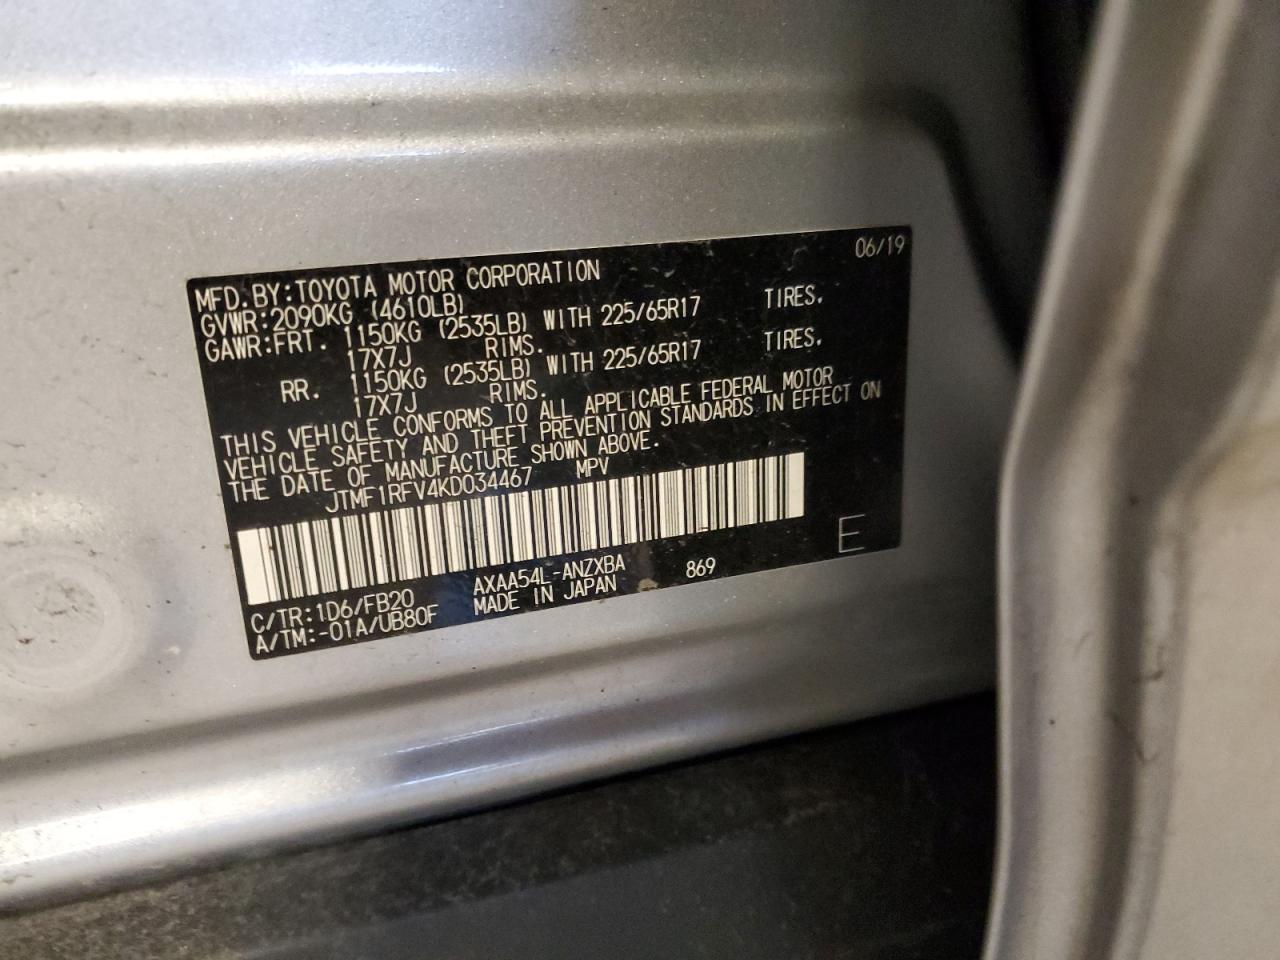 06/19
MFD.BY:TOYOTA MOTOR CORPORATION
GVWR:2090KG (4610LB)
GAWR:FRT. 1150KG (2535LB) WITH 225/65R17 TIRES,
17X7J RIMS.
RR. 1150KG (2535LB) WITH 225/65R17 TIRES,
17X7J RIMS.
THIS VEHICLE CONFORMS TO ALL APPLICABLE FEDERAL MOTOR
VEHICLE SAFETY AND THEFT PREVENTION STANDARDS IN EFFECT ON
THE DATE OF MANUFACTURE SHOWN ABOVE.
JTMF1RFV4KD034467 MPV
E
C/TR:1D6/FB20 AXAA54L-ANZXBA 869
A/TM:-01A/UB80F MADE IN JAPAN